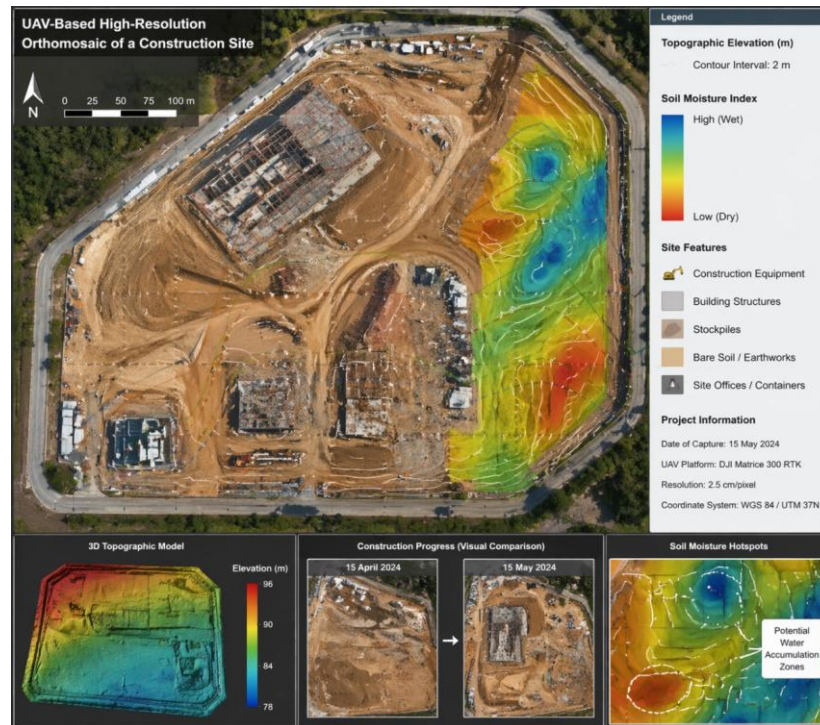 UAV-Based High-Resolution
Orthomosaic of a Construction Site
N
0 25 50 75 100 m
Legend
Topographic Elevation (m)
Contour Interval: 2 m
Soil Moisture Index
High (Wet)
Low (Dry)
Site Features
Construction Equipment
Building Structures
Stockpiles
Bare Soil / Earthworks
Site Offices / Containers
Project Information
Date of Capture: 15 May 2024
UAV Platform: DJI Matrice 300 RTK
Resolution: 2.5 cm/pixel
Coordinate System: WGS 84 / UTM 37N
3D Topographic Model
Elevation (m)
96
90
84
78
Construction Progress (Visual Comparison)
15 April 2024
15 May 2024
Soil Moisture Hotspots
Potential
Water
Accumulation
Zones